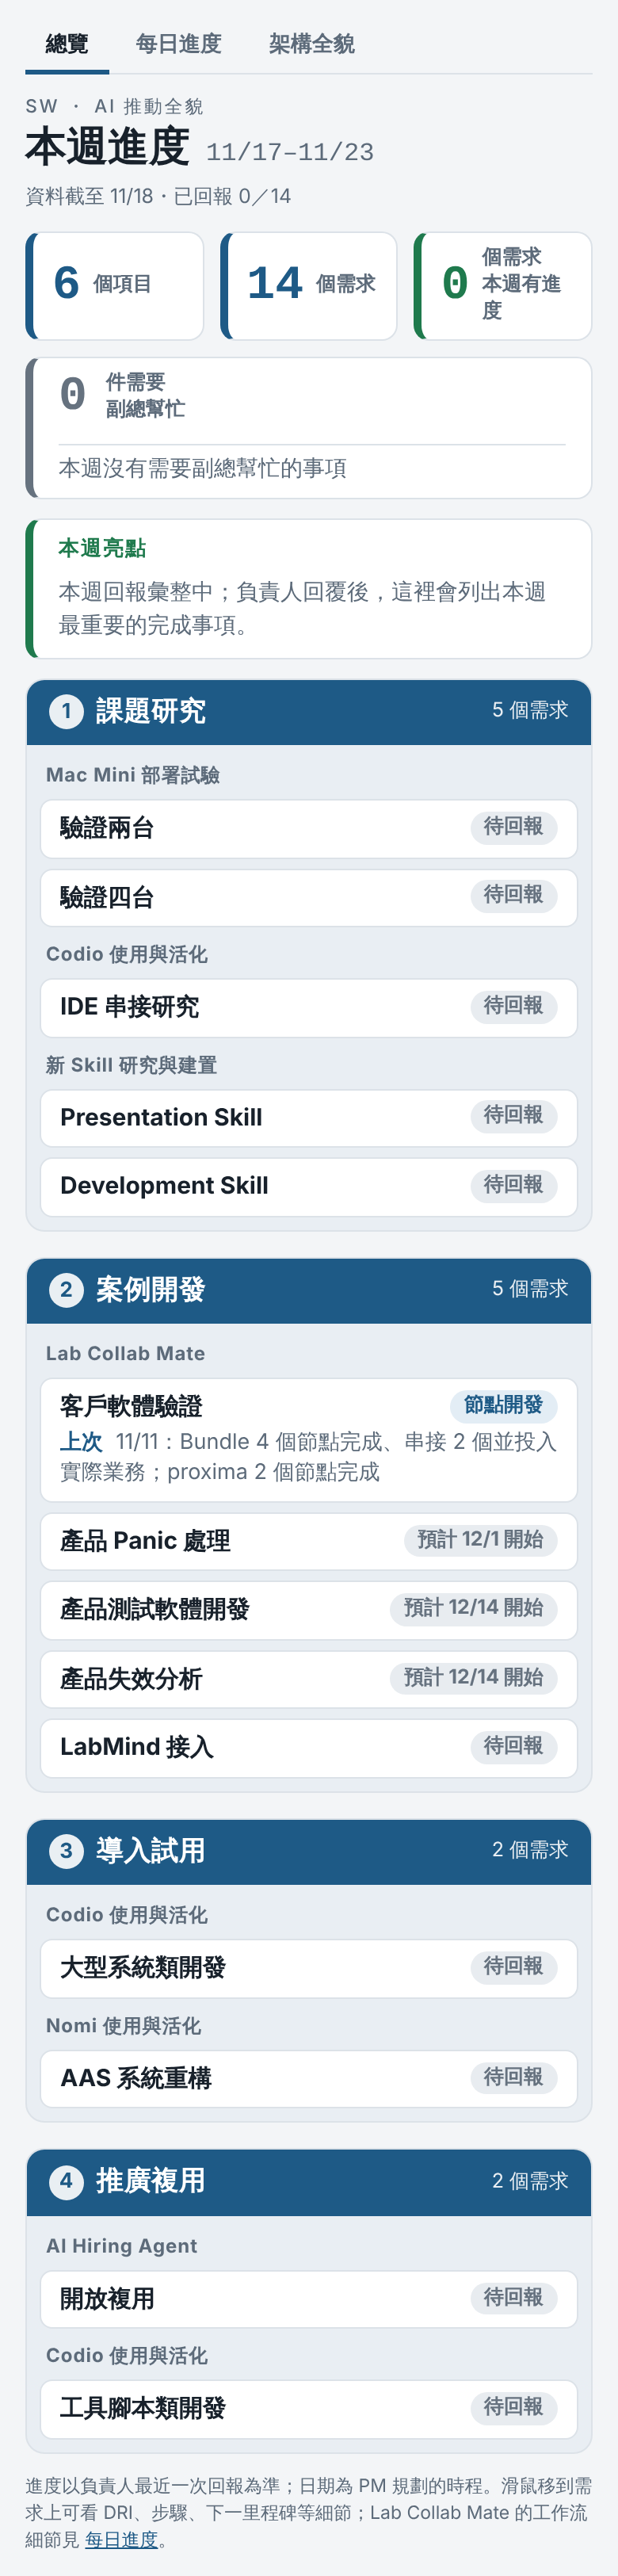 總覽 每日進度 架構全貌
SW ・ AI 推動全貌
本週進度 11/17–11/23
資料截至 11/18・已回報 0／14
6 個項目
14 個需求
0 個需求
本週有進
度
0 件需要
副總幫忙
本週沒有需要副總幫忙的事項
本週亮點
本週回報彙整中；負責人回覆後，這裡會列出本週
最重要的完成事項。
1 課題研究 5 個需求
Mac Mini 部署試驗
驗證兩台 待回報
驗證四台 待回報
Codio 使用與活化
IDE 串接研究 待回報
新 Skill 研究與建置
Presentation Skill 待回報
Development Skill 待回報
2 案例開發 5 個需求
Lab Collab Mate
客戶軟體驗證 節點開發
上次 11/11：Bundle 4 個節點完成、串接 2 個並投入
實際業務；proxima 2 個節點完成
產品 Panic 處理 預計 12/1 開始
產品測試軟體開發 預計 12/14 開始
產品失效分析 預計 12/14 開始
LabMind 接入 待回報
3 導入試用 2 個需求
Codio 使用與活化
大型系統類開發 待回報
Nomi 使用與活化
AAS 系統重構 待回報
4 推廣複用 2 個需求
AI Hiring Agent
開放複用 待回報
Codio 使用與活化
工具腳本類開發 待回報
進度以負責人最近一次回報為準；日期為 PM 規劃的時程。滑鼠移到需
求上可看 DRI、步驟、下一里程碑等細節；Lab Collab Mate 的工作流
細節見 每日進度。